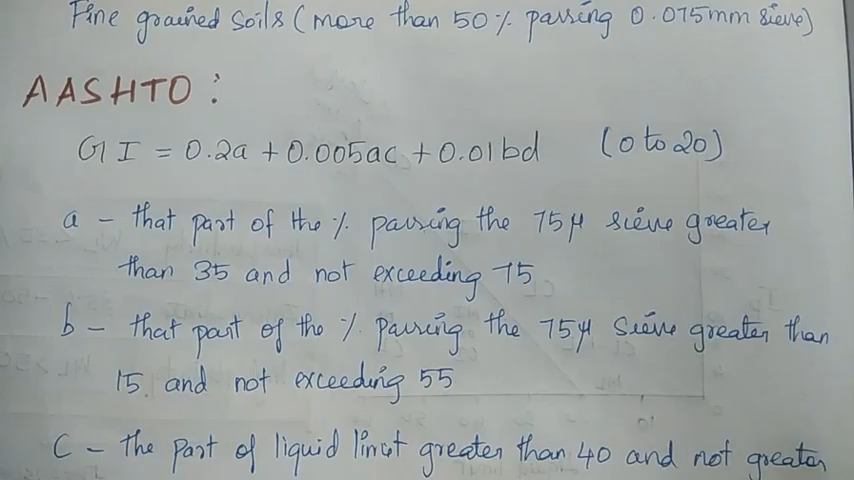 Fine grained soils (more than 50% passing 0.075mm sieve)
AASHTO:
GI = 0.2a + 0.005ac + 0.01bd (0 to 20)
a – that part of the % passing the 75μ sieve greater
than 35 and not exceeding 75
b – that part of the % passing the 75μ sieve greater than
15 and not exceeding 55
C – the part of liquid limit greater than 40 and not greater